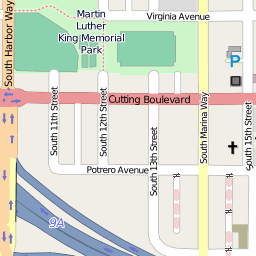 Martin
Luther
King Memorial
Park
Virginia Avenue
South Harbor Way
P
Cutting Boulevard
South 11th Street
South 12th Street
South 13th Street
South Marina Way
South 15th Street
Potrero Avenue
9A